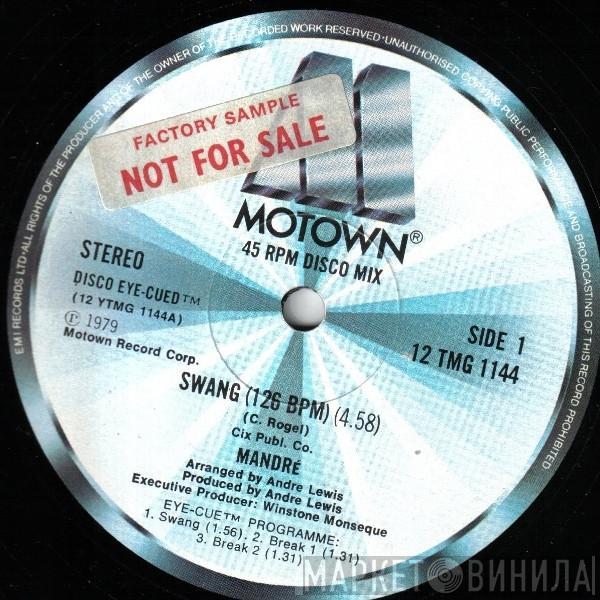 EMI RECORDS LTD·ALL RIGHTS OF THE PRODUCER AND OF THE OWNER OF THE RECORDED WORK RESERVED·UNAUTHORISED COPYING PUBLIC PERFORMANCE AND BROADCASTING OF THIS RECORD PROHIBITED
FACTORY SAMPLE
NOT FOR SALE
MOTOWN®
45 RPM DISCO MIX
STEREO
DISCO EYE-CUED™
(12 YTMG 1144A)
Ⓟ 1979
Motown Record Corp.
SIDE 1
12 TMG 1144
SWANG (126 BPM) (4.58)
(C. Rogel)
Cix Publ. Co.
MANDRÉ
Arranged by Andre Lewis
Produced by Andre Lewis
Executive Producer: Winstone Monseque
EYE-CUE™ PROGRAMME:
1. Swang (1.56). 2. Break 1 (1.31)
3. Break 2 (1.31)
МАРКЕТ ВИНИЛА